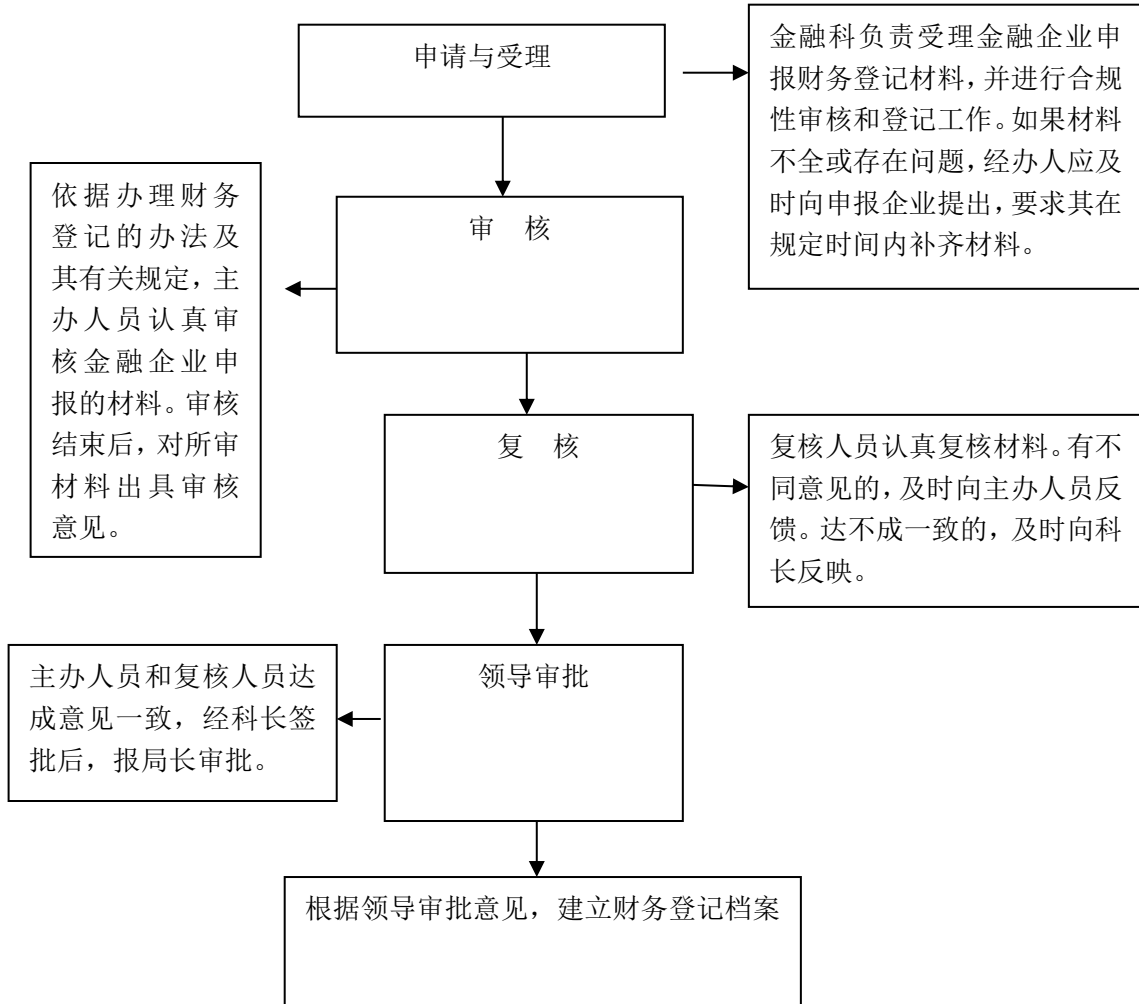 申请与受理
金融科负责受理金融企业申
报财务登记材料，并进行合规
性审核和登记工作。如果材料
不全或存在问题，经办人应及
时向申报企业提出，要求其在
规定时间内补齐材料。
审 核
依据办理财务
登记的办法及
其有关规定，主
办人员认真审
核金融企业申
报的材料。审核
结束后，对所审
材料出具审核
意见。
复 核
复核人员认真复核材料。有不
同意见的，及时向主办人员反
馈。达不成一致的，及时向科
长反映。
领导审批
主办人员和复核人员达
成意见一致，经科长签
批后，报局长审批。
根据领导审批意见，建立财务登记档案